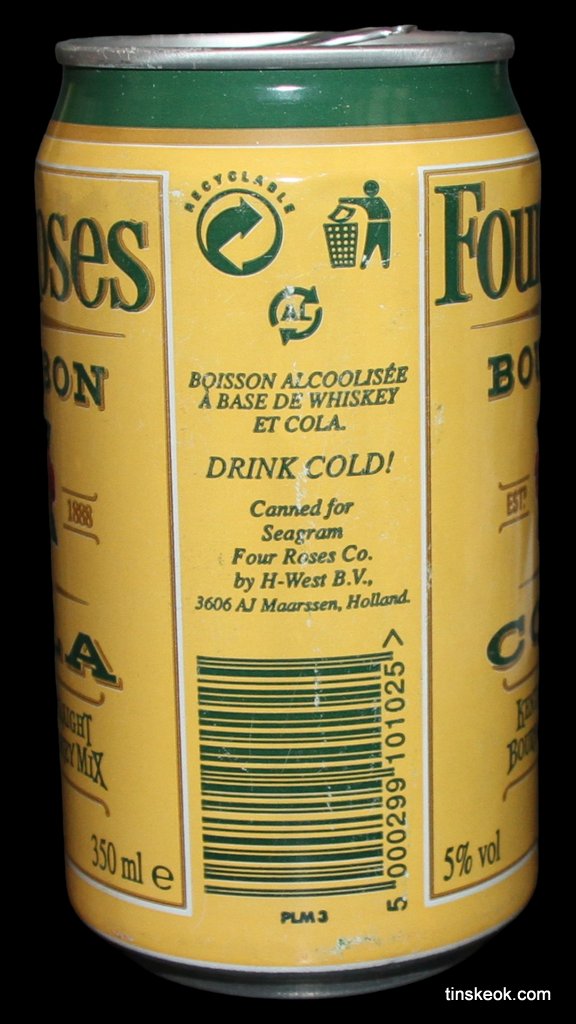 RECYCLABLE
AL
BOISSON ALCOOLISÉE
À BASE DE WHISKEY
ET COLA.
DRINK COLD!
Canned for
Seagram
Four Roses Co.
by H-West B.V.,
3606 AJ Maarssen, Holland.
5 000299 101025 >
PLM 3
oses
BON
1888
LA
350 ml e
Four
BOU
EST.
CO
5% vol
tinskeok.com